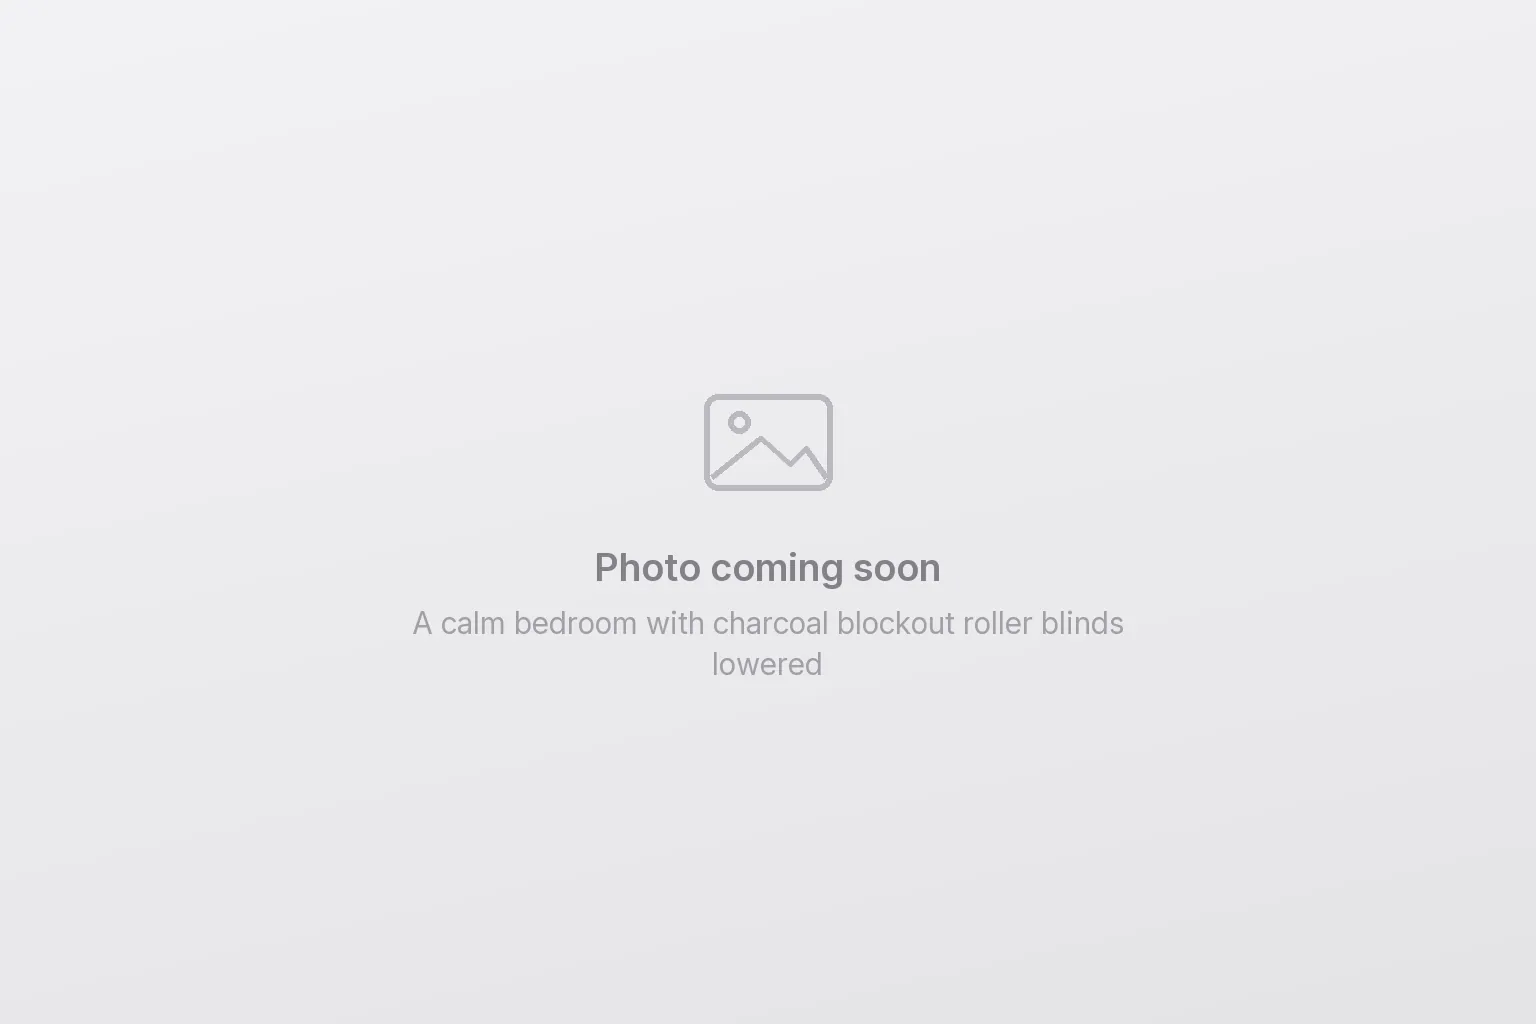 Photo coming soon
A calm bedroom with charcoal blockout roller blinds
lowered